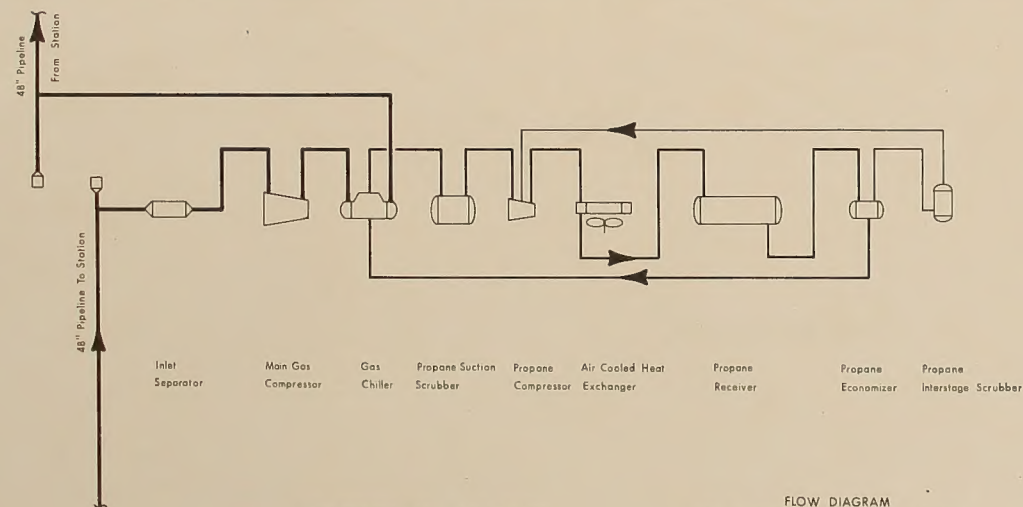 48" Pipeline
From Station
48" Pipeline To Station
Inlet
Separator
Main Gas
Compressor
Gas
Chiller
Propane Suction
Scrubber
Propane
Compressor
Air Cooled Heat
Exchanger
Propane
Receiver
Propane
Economizer
Propane
Interstage Scrubber
FLOW DIAGRAM